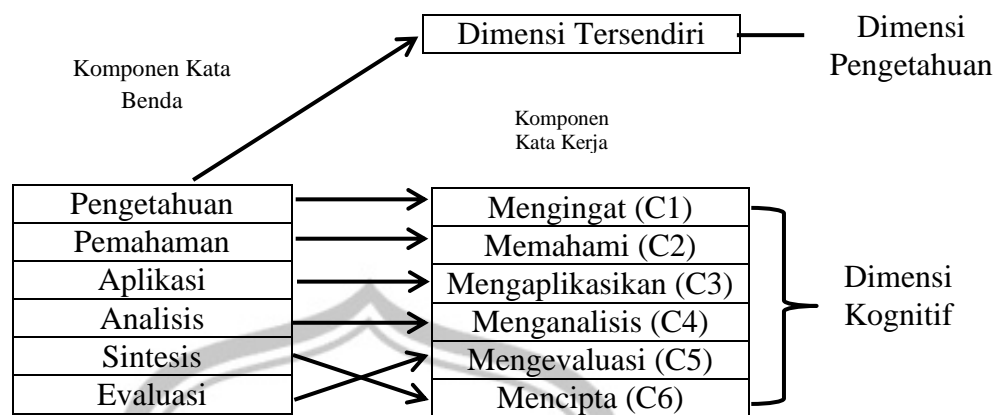 Dimensi Tersendiri
Dimensi
Pengetahuan
Komponen Kata
Benda
Komponen
Kata Kerja
Pengetahuan
Pemahaman
Aplikasi
Analisis
Sintesis
Evaluasi
Mengingat (C1)
Memahami (C2)
Mengaplikasikan (C3)
Menganalisis (C4)
Mengevaluasi (C5)
Mencipta (C6)
Dimensi
Kognitif